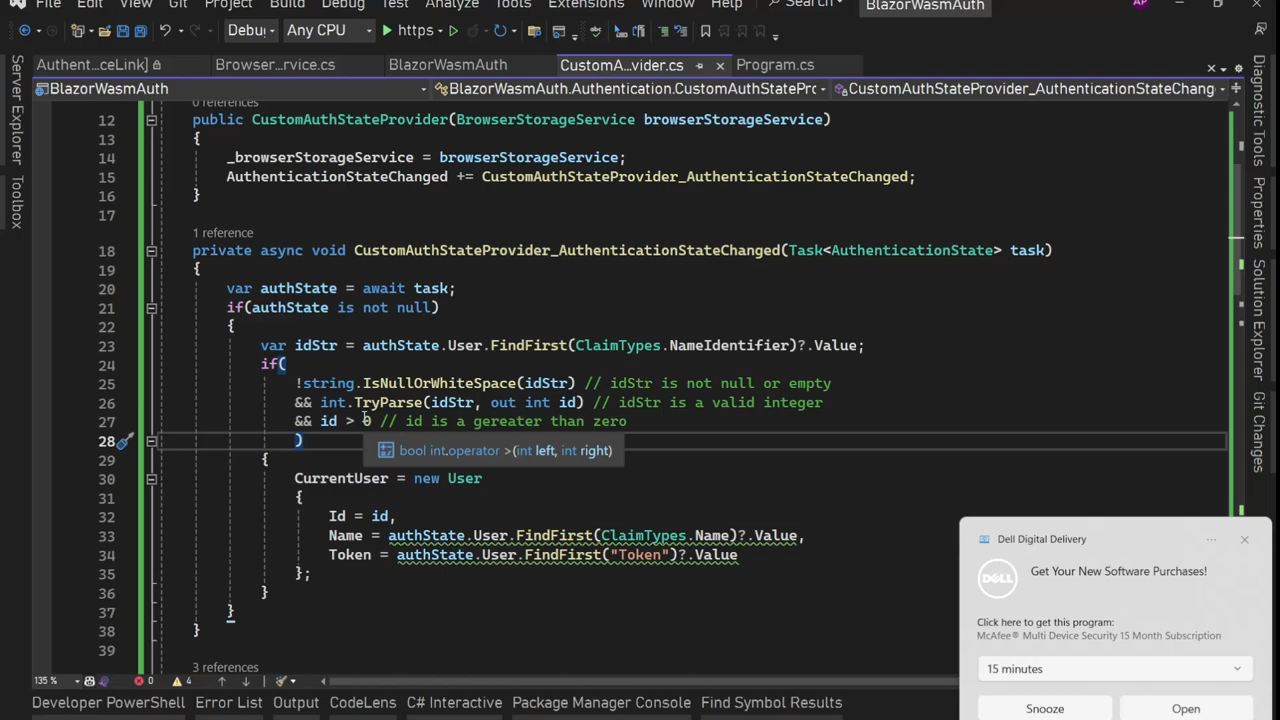 File Edit View Git Project Build Debug Test Analyze Tools Extensions Window Help Search BlazorWasmAuth AP
Debug Any CPU https
Authent...ceLink] Browser...rvice.cs BlazorWasmAuth CustomA...vider.cs Program.cs
BlazorWasmAuth BlazorWasmAuth.Authentication.CustomAuthStatePro CustomAuthStateProvider_AuthenticationStateChanged
Server Explorer
Toolbox
Diagnostic Tools
Properties
Solution Explorer
Git Changes
0 references
12 public CustomAuthStateProvider(BrowserStorageService browserStorageService)
13 {
14 _browserStorageService = browserStorageService;
15 AuthenticationStateChanged += CustomAuthStateProvider_AuthenticationStateChanged;
16 }
17
1 reference
18 private async void CustomAuthStateProvider_AuthenticationStateChanged(Task<AuthenticationState> task)
19 {
20 var authState = await task;
21 if(authState is not null)
22 {
23 var idStr = authState.User.FindFirst(ClaimTypes.NameIdentifier)?.Value;
24 if(
25 !string.IsNullOrWhiteSpace(idStr) // idStr is not null or empty
26 && int.TryParse(idStr, out int id) // idStr is a valid integer
27 && id > 0 // id is a gereater than zero
28 )
bool int.operator >(int left, int right)
29 {
30 CurrentUser = new User
31 {
32 Id = id,
33 Name = authState.User.FindFirst(ClaimTypes.Name)?.Value,
34 Token = authState.User.FindFirst("Token")?.Value
35 };
36 }
37 }
38 }
39
3 references
135 % 0 4
Developer PowerShell Error List Output CodeLens C# Interactive Package Manager Console Find Symbol Results
Dell Digital Delivery
DELL
Get Your New Software Purchases!
Click here to get this program:
McAfee® Multi Device Security 15 Month Subscription
15 minutes
Snooze Open